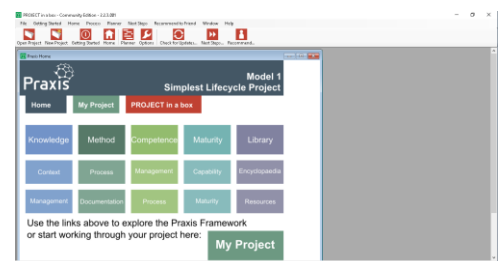 PROJECT in a box - Community Edition - 3.2.3.001
File Getting Started Home Process Planner Next Steps Recommend to Friend Window Help
Open Project New Project Getting Started Home Planner Options Check for Updates... Next Steps... Recommend...
Praxis Home
Praxis
Model 1
Simplest Lifecycle Project
Home My Project PROJECT in a box
Knowledge Method Competence Maturity Library
Context Process Management Capability Encyclopaedia
Management Documentation Process Maturity Resources
Use the links above to explore the Praxis Framework
or start working through your project here:
My Project